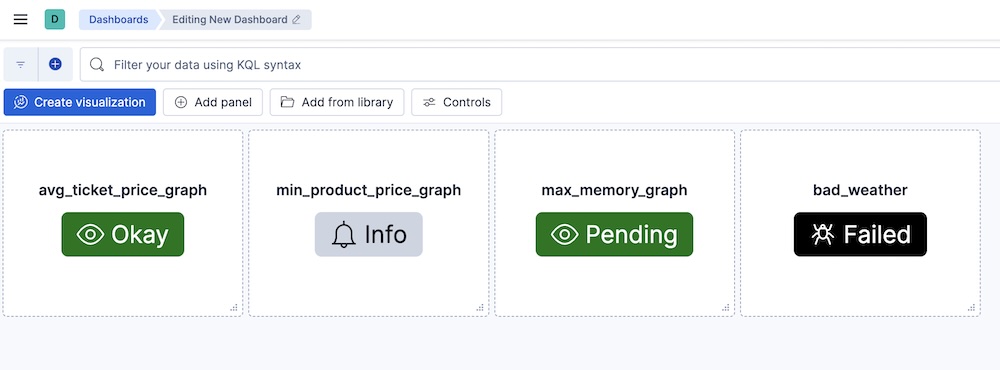 D Dashboards Editing New Dashboard
Filter your data using KQL syntax
Create visualization Add panel Add from library Controls
avg_ticket_price_graph min_product_price_graph max_memory_graph bad_weather
Okay Info Pending Failed